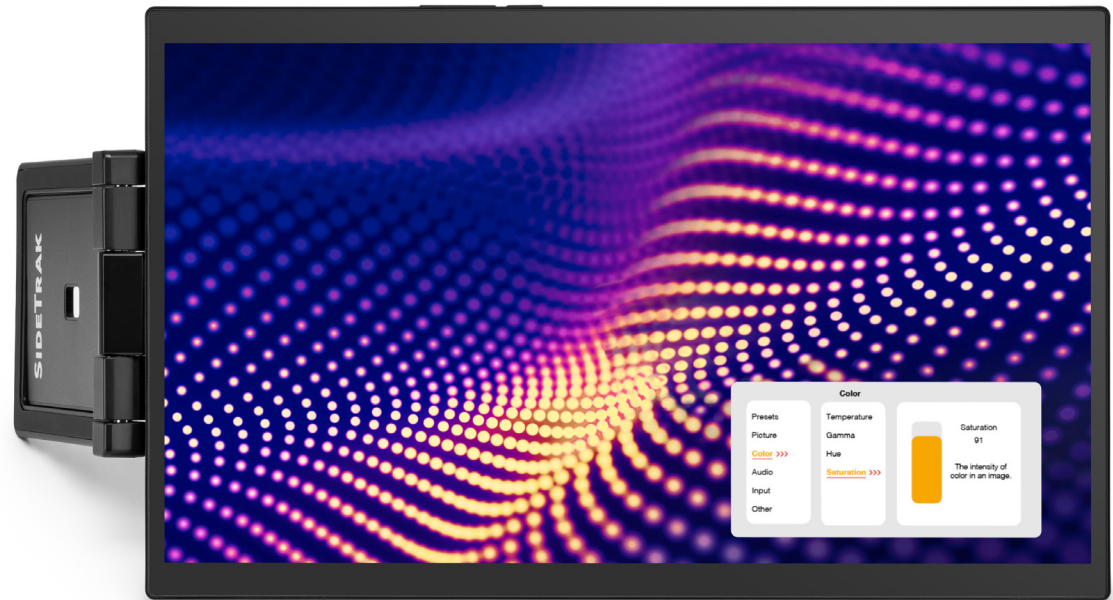 SIDETRAK
Color
Presets
Picture
Color >>>
Audio
Input
Other
Temperature
Gamma
Hue
Saturation >>>
Saturation
91
The intensity of
color in an image.